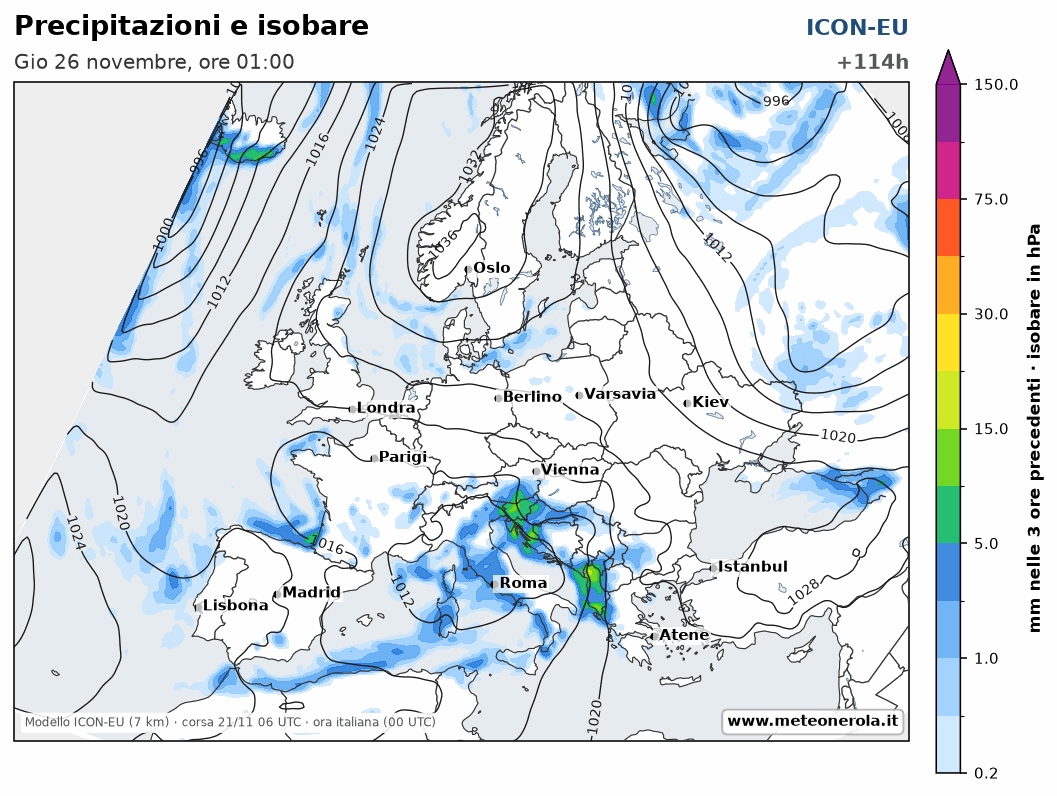 Precipitazioni e isobare
ICON-EU
Gio 26 novembre, ore 01:00
+114h
150.0
75.0
30.0
15.0
5.0
1.0
0.2
mm nelle 3 ore precedenti · isobare in hPa
996
1016
1024
1032
996
1000
1036
1012
1012
Oslo
Londra
Berlino
Varsavia
Kiev
1020
Parigi
Vienna
1020
1024
1016
1012
Roma
Istanbul
Madrid
Lisbona
1028
Atene
1020
Modello ICON-EU (7 km) · corsa 21/11 06 UTC · ora italiana (00 UTC)
www.meteonerola.it